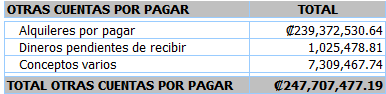 OTRAS CUENTAS POR PAGAR TOTAL
Alquileres por pagar ₡239,372,530.64
Dineros pendientes de recibir 1,025,478.81
Conceptos varios 7,309,467.74
TOTAL OTRAS CUENTAS POR PAGAR ₡247,707,477.19